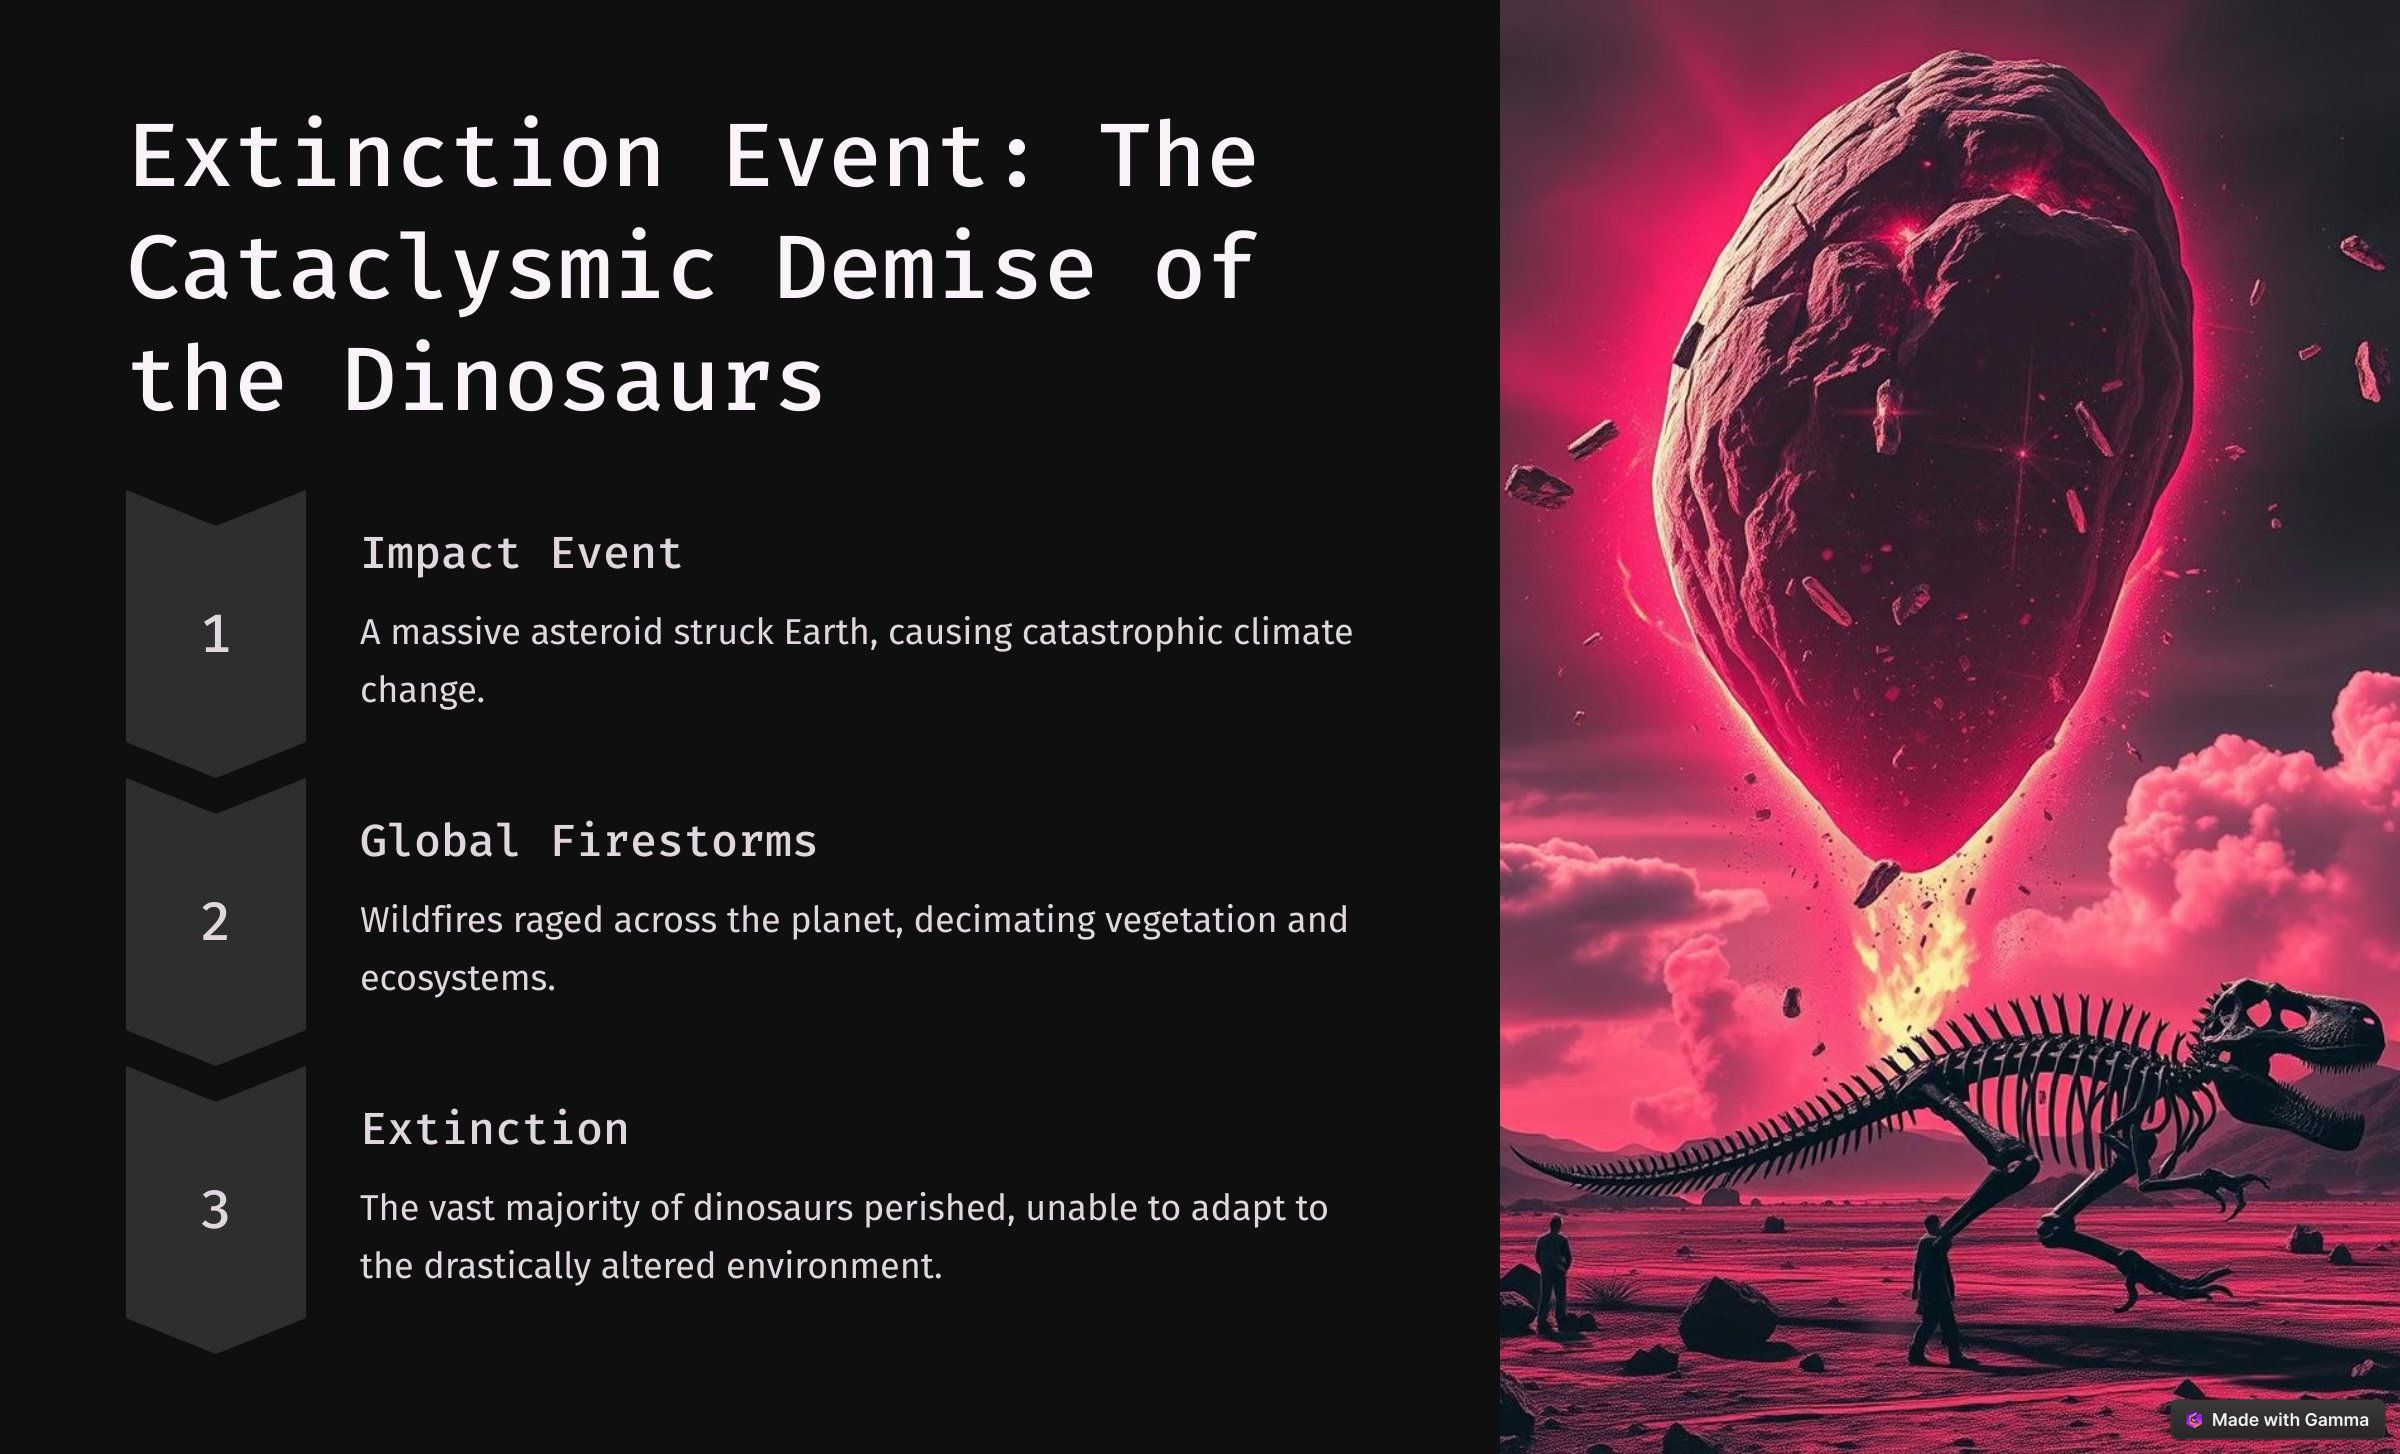 Extinction Event: The
Cataclysmic Demise of
the Dinosaurs
1
Impact Event
A massive asteroid struck Earth, causing catastrophic climate
change.
2
Global Firestorms
Wildfires raged across the planet, decimating vegetation and
ecosystems.
3
Extinction
The vast majority of dinosaurs perished, unable to adapt to
the drastically altered environment.
Made with Gamma